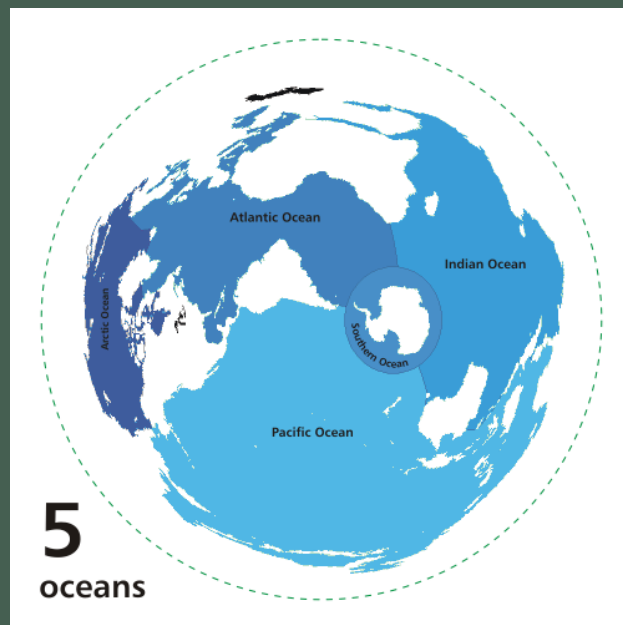 Atlantic Ocean
Indian Ocean
Arctic Ocean
Southern Ocean
Pacific Ocean
5
oceans